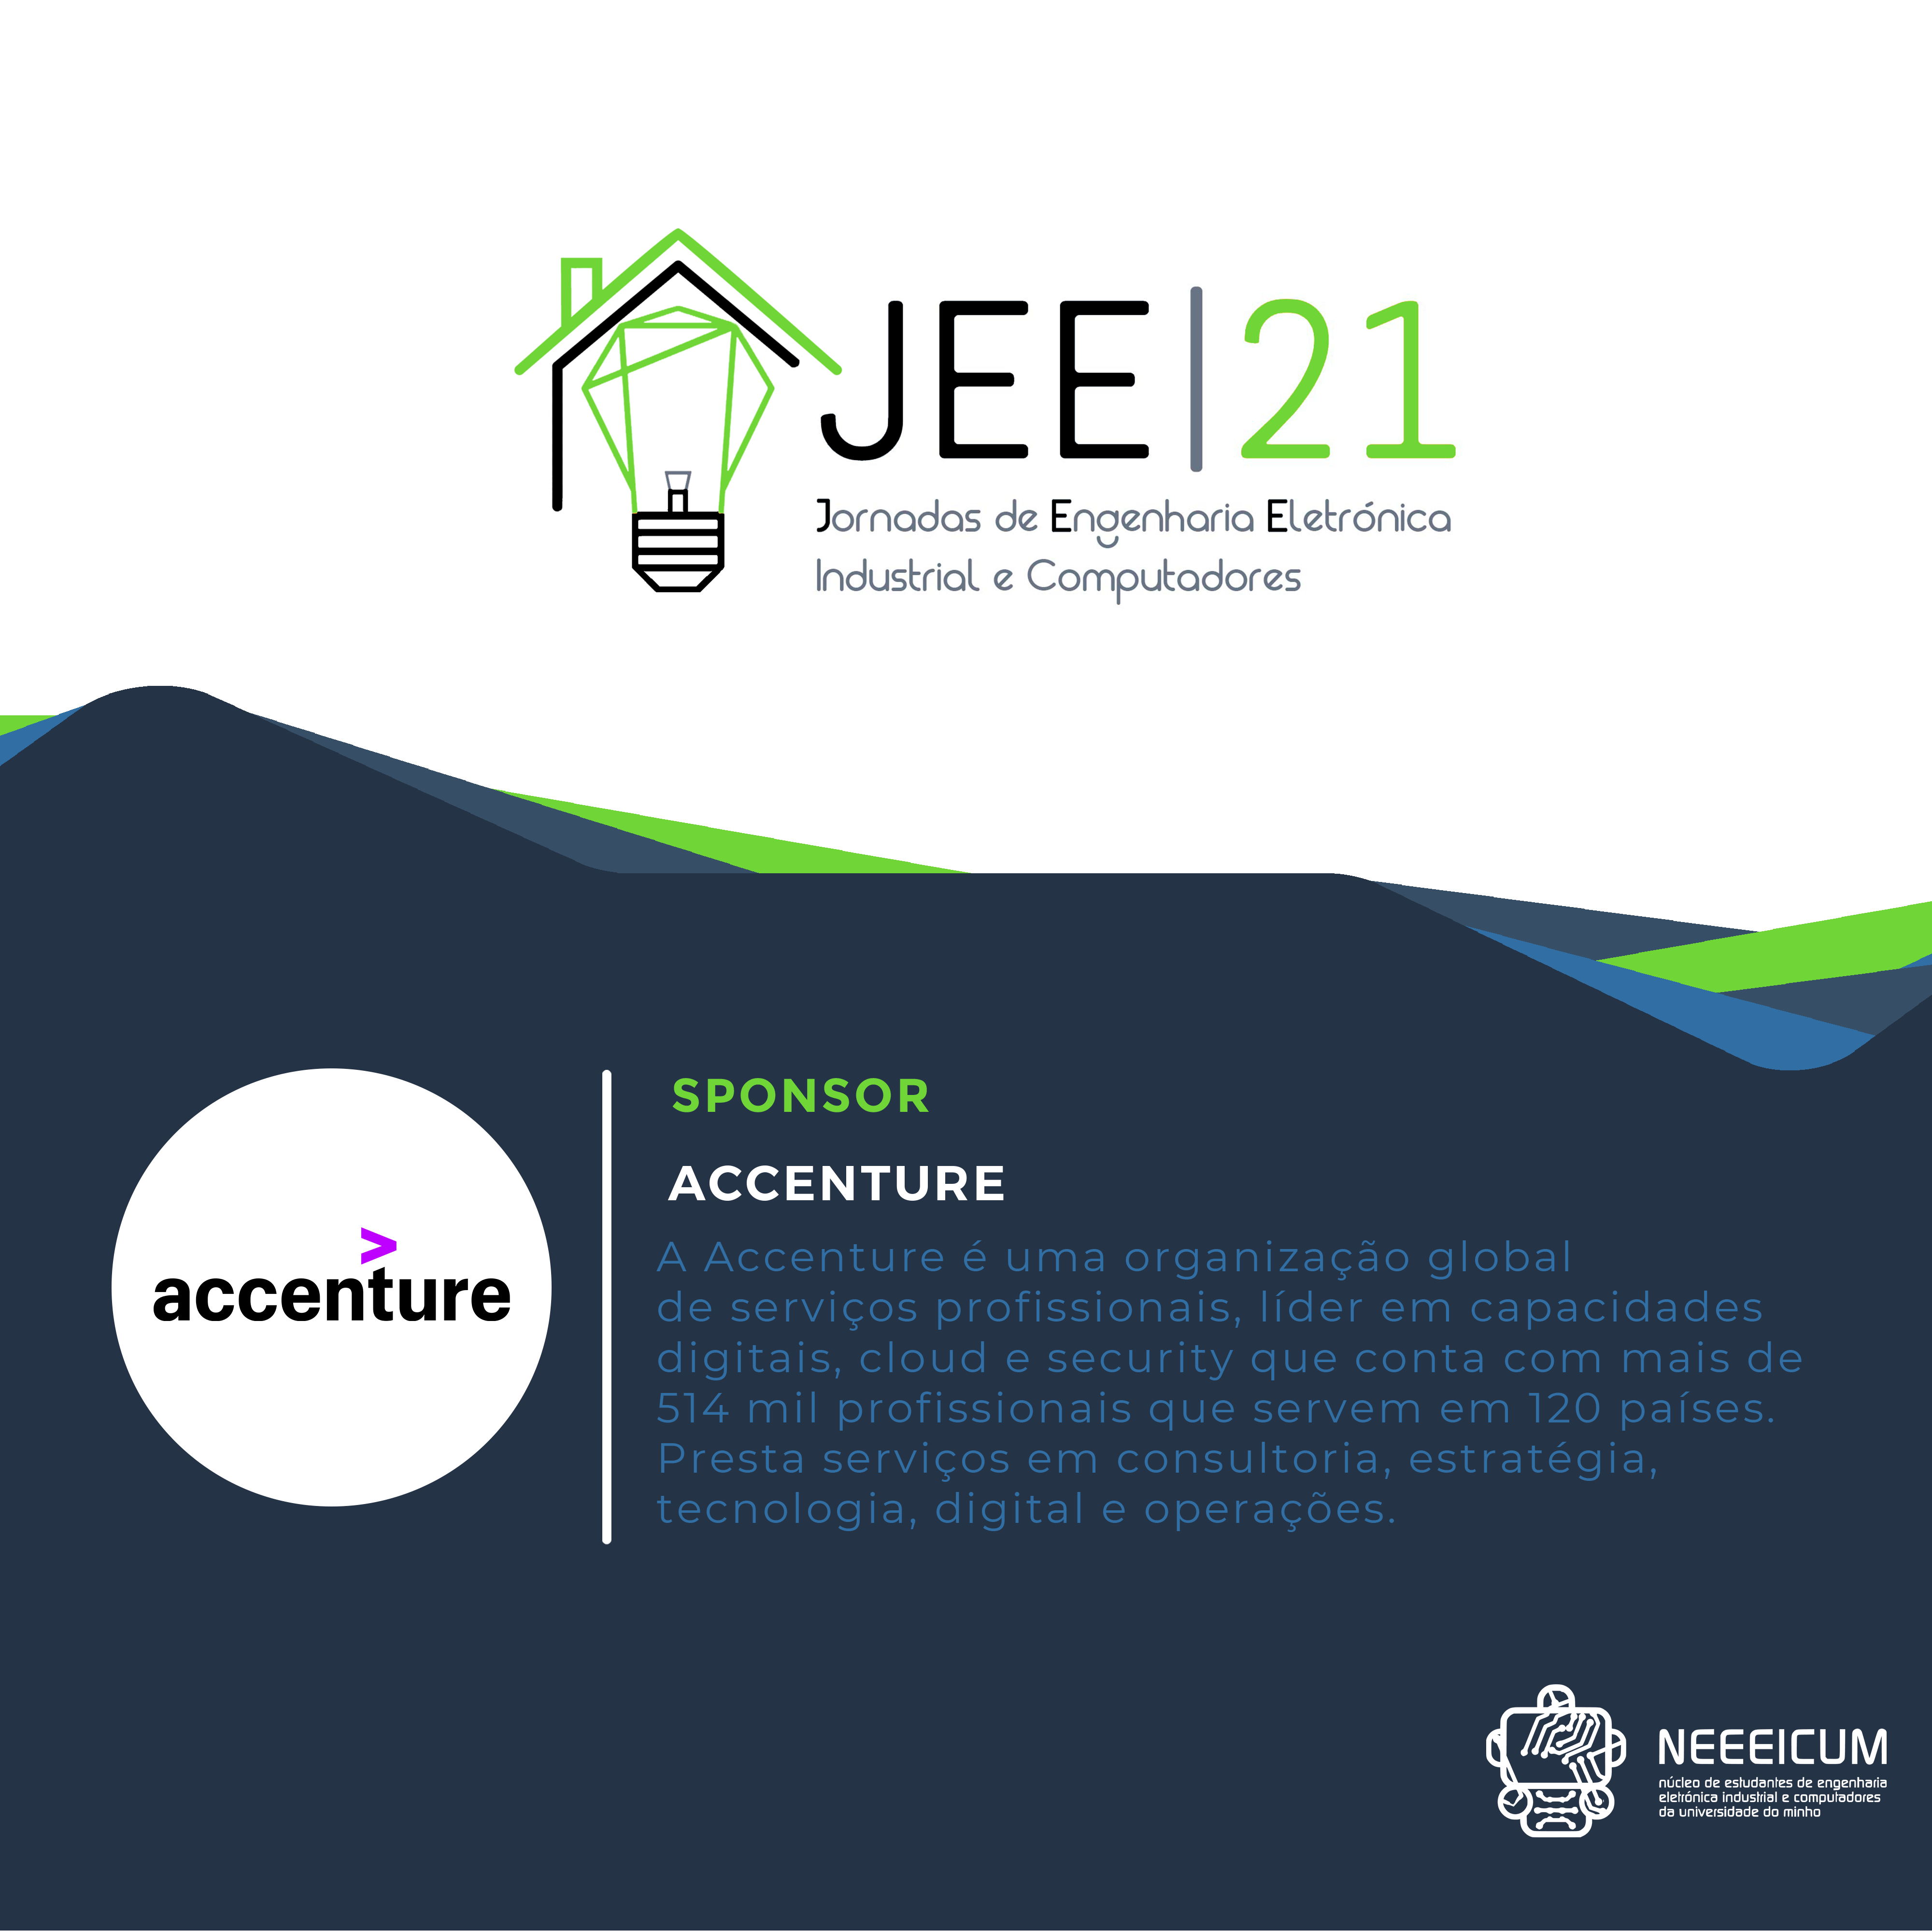 JEE|21
Jornadas de Engenharia Eletrónica
Industrial e Computadores
SPONSOR
ACCENTURE
>
accenture
A Accenture é uma organização global
de serviços profissionais, líder em capacidades
digitais, cloud e security que conta com mais de
514 mil profissionais que servem em 120 países.
Presta serviços em consultoria, estratégia,
tecnologia, digital e operações.
NEEEICUM
núcleo de estudantes de engenharia
eletrónica industrial e computadores
da universidade do minho